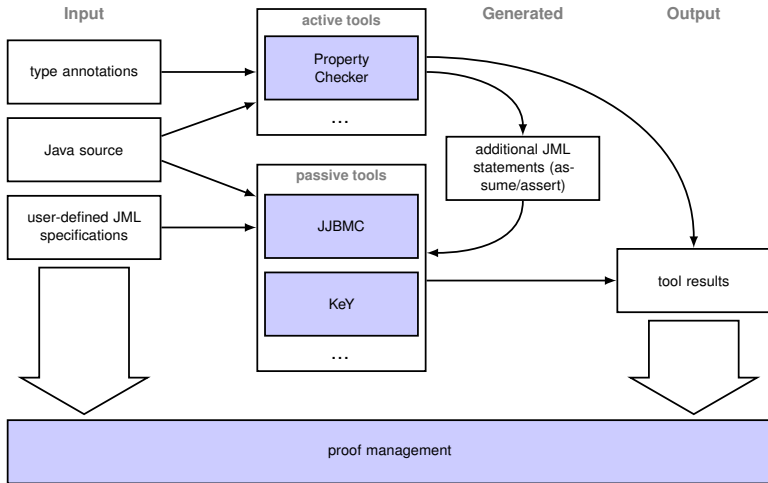 Input
active tools
Generated
Output
type annotations
Property
Checker
...
Java source
additional JML
statements (as-
sume/assert)
passive tools
user-defined JML
specifications
JJBMC
KeY
...
tool results
proof management